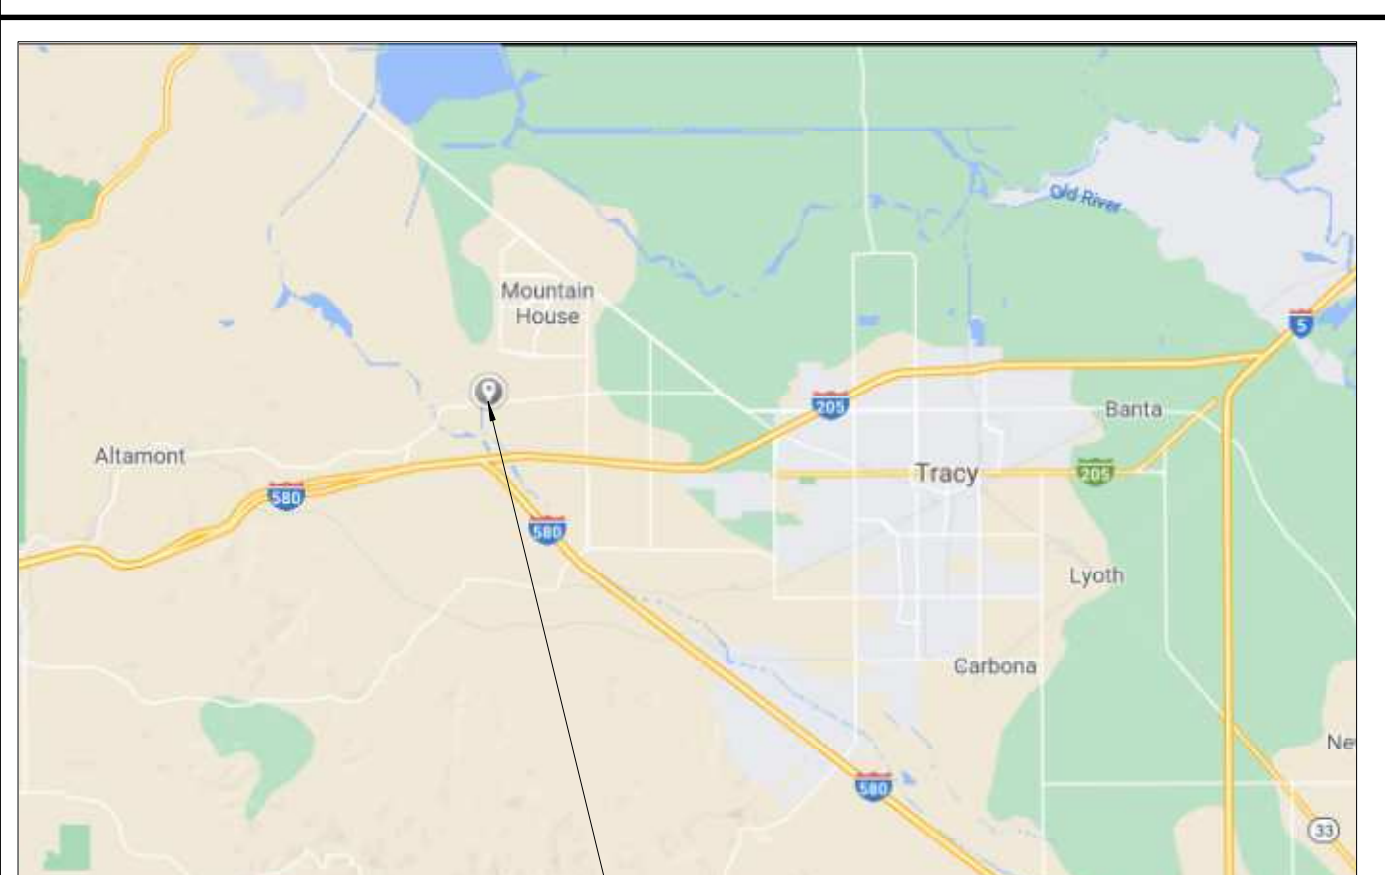 Old River
Mountain
House
5
205
Banta
Altamont
Tracy
205
580
580
Lyoth
Carbona
Ne
580
33